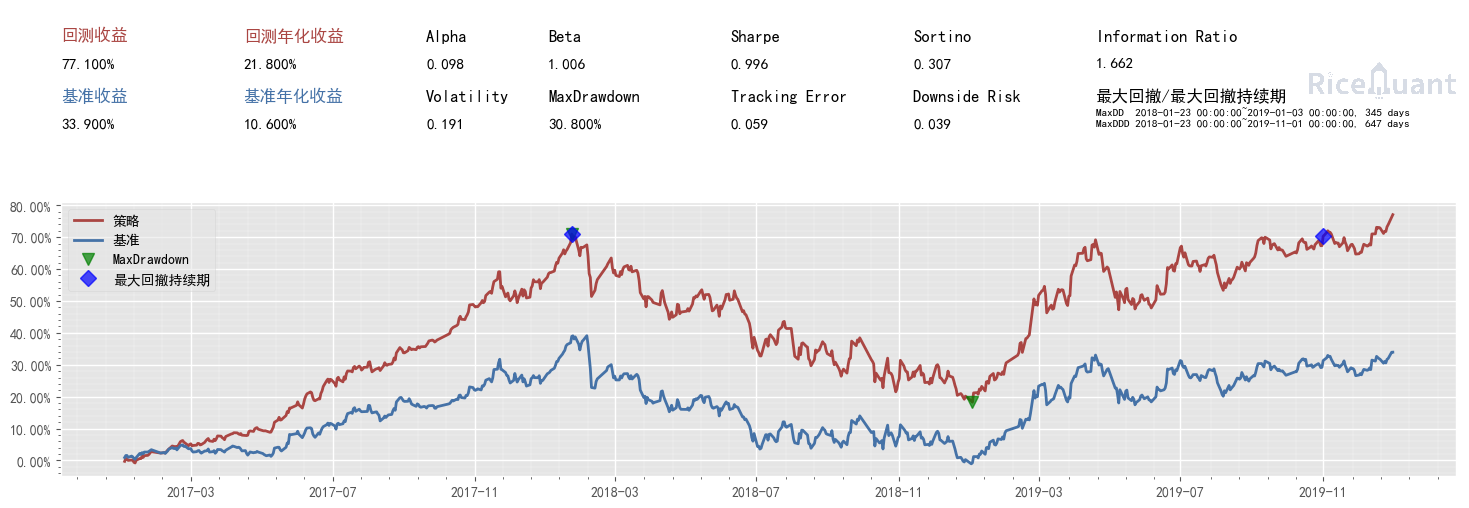 回测收益 回测年化收益 Alpha Beta Sharpe Sortino Information Ratio
77.100% 21.800% 0.098 1.006 0.996 0.307 1.662
RiceQuant
基准收益 基准年化收益 Volatility MaxDrawdown Tracking Error Downside Risk 最大回撤/最大回撤持续期
33.900% 10.600% 0.191 30.800% 0.059 0.039
MaxDD 2018-01-23 00:00:00~2019-01-03 00:00:00, 345 days
MaxDDD 2018-01-23 00:00:00~2019-11-01 00:00:00, 647 days
80.00%
70.00%
60.00%
50.00%
40.00%
30.00%
20.00%
10.00%
0.00%
策略
基准
MaxDrawdown
最大回撤持续期
2017-03 2017-07 2017-11 2018-03 2018-07 2018-11 2019-03 2019-07 2019-11